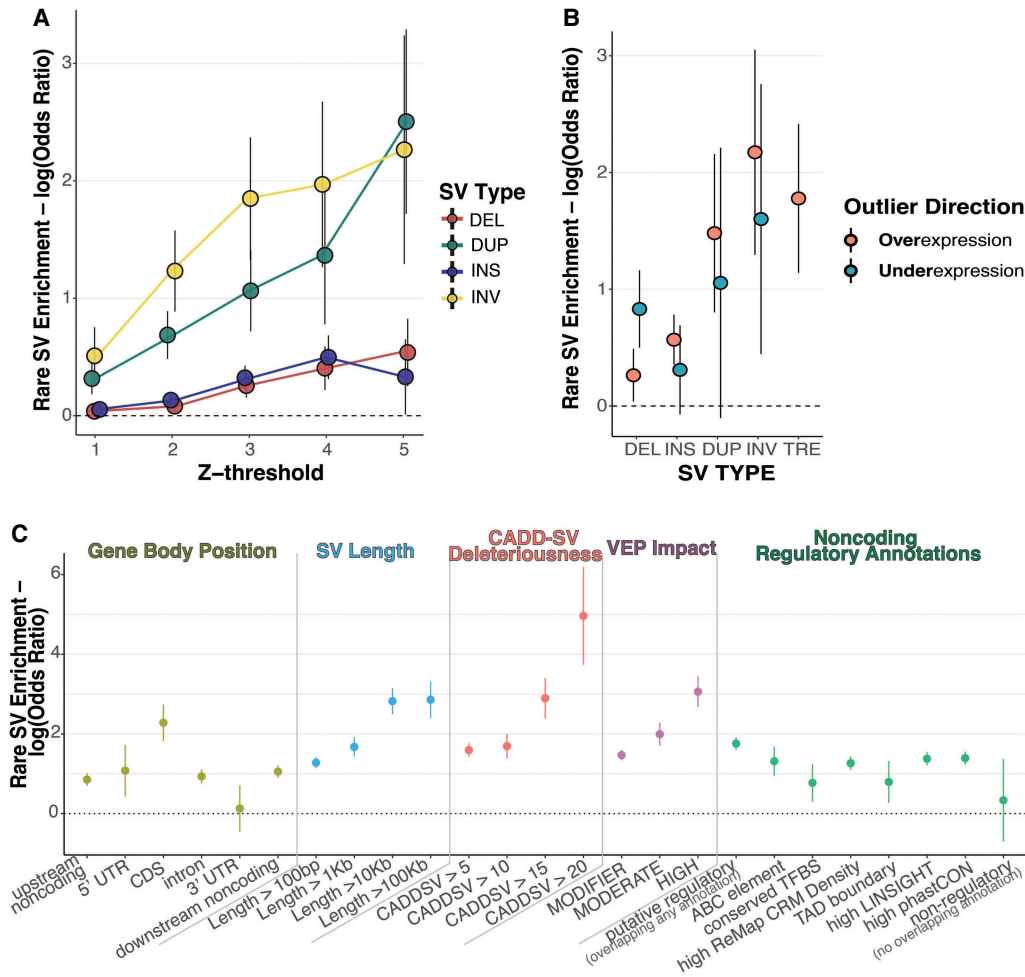 A
Rare SV Enrichment – log(Odds Ratio)
3
2
1
0
1 2 3 4 5
Z–threshold
SV Type
DEL
DUP
INS
INV
B
Rare SV Enrichment – log(Odds Ratio)
3
2
1
0
DEL INS DUP INV TRE
SV TYPE
Outlier Direction
Overexpression
Underexpression
C
Gene Body Position
SV Length
CADD-SV
Deleteriousness
VEP Impact
Noncoding
Regulatory Annotations
Rare SV Enrichment –
log(Odds Ratio)
6
4
2
0
upstream
noncoding
5' UTR
CDS
intron
3' UTR
downstream noncoding
Length > 100bp
Length > 1Kb
Length >10Kb
Length >100Kb
CADDSV > 5
CADDSV > 10
CADDSV > 15
CADDSV > 20
MODIFIER
MODERATE
HIGH
putative regulatory
(overlapping any annotation)
ABC element
conserved TFBS
high ReMap CRM Density
TAD boundary
high LINSIGHT
high phastCON
non-regulatory
(no overlapping annotation)